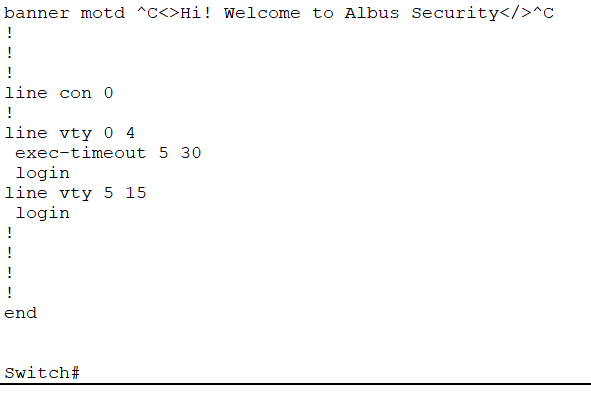 banner motd ^C<>Hi! Welcome to Albus Security</>^C
!
!
!
line con 0
!
line vty 0 4
 exec-timeout 5 30
 login
line vty 5 15
 login
!
!
!
!
end
Switch#